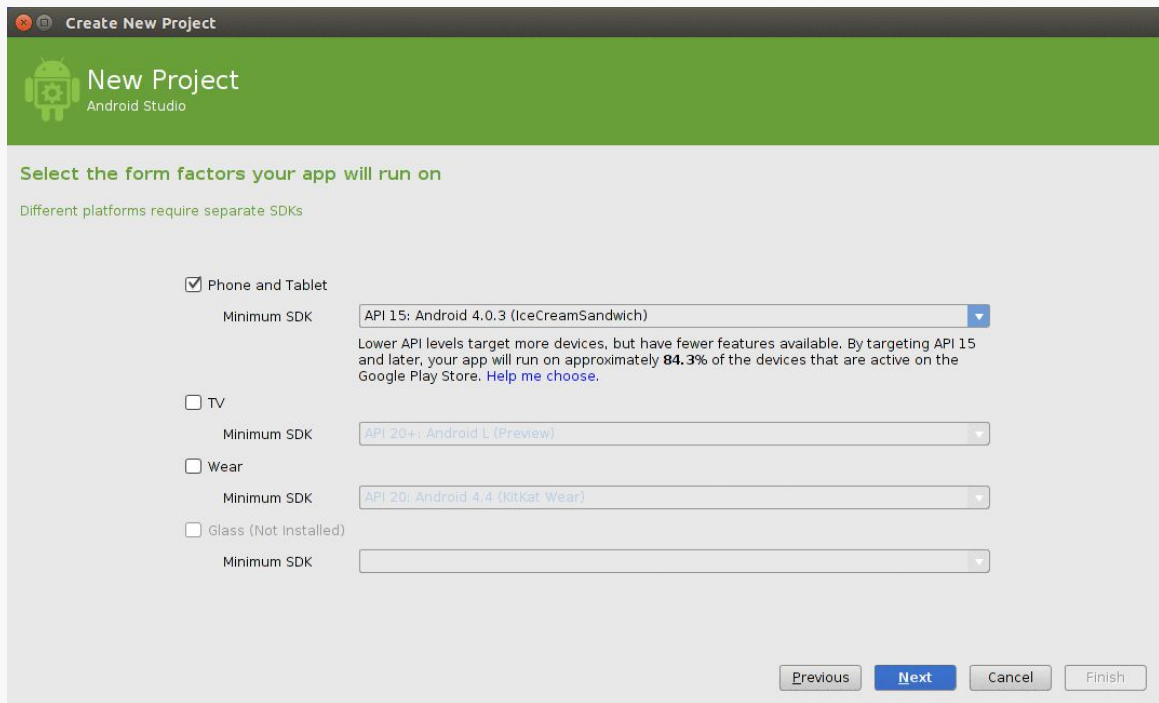 Create New Project
New Project
Android Studio
Select the form factors your app will run on
Different platforms require separate SDKs
Phone and Tablet
Minimum SDK API 15: Android 4.0.3 (IceCreamSandwich)
Lower API levels target more devices, but have fewer features available. By targeting API 15
and later, your app will run on approximately 84.3% of the devices that are active on the
Google Play Store. Help me choose.
TV
Minimum SDK API 20+: Android L (Preview)
Wear
Minimum SDK API 20: Android 4.4 (KitKat Wear)
Glass (Not Installed)
Minimum SDK
Previous Next Cancel Finish